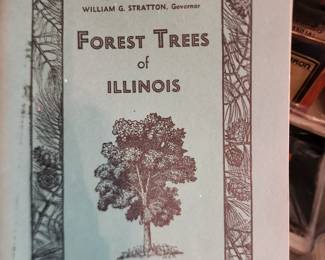 WILLIAM G. STRATTON, Governor
FOREST TREES
of
ILLINOIS